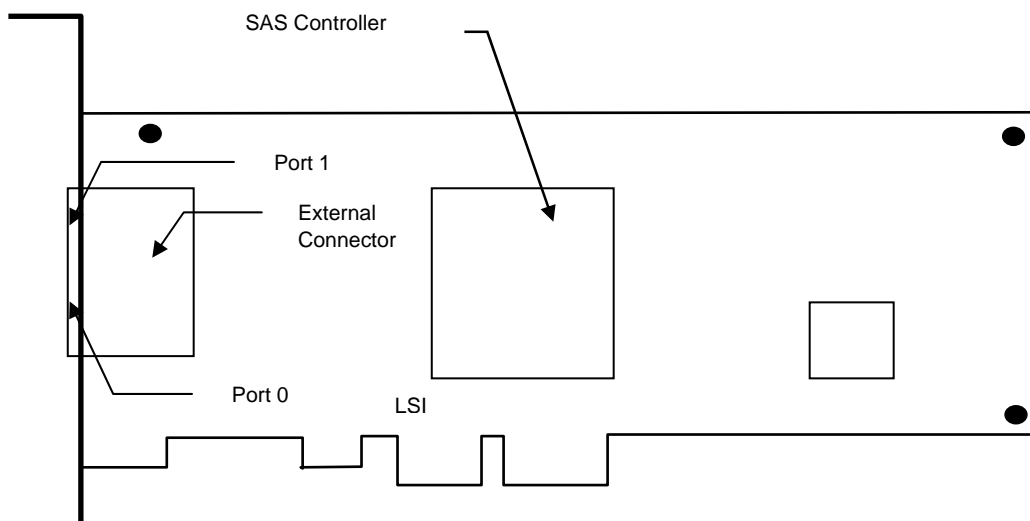 SAS Controller
Port 1
External
Connector
Port 0
LSI